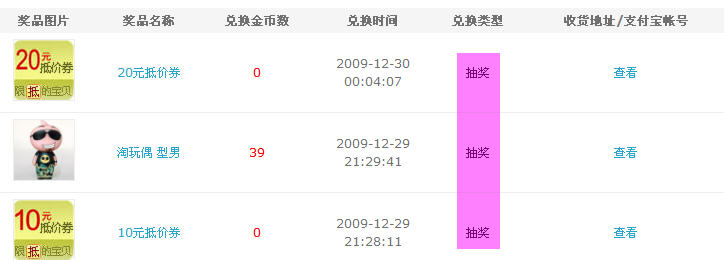 奖品图片 奖品名称 兑换金币数 兑换时间 兑换类型 收货地址/支付宝帐号
20元抵价券
限抵的宝贝
20元抵价券 0 2009-12-30 00:04:07 抽奖 查看
淘玩偶 型男 39 2009-12-29 21:29:41 抽奖 查看
10元抵价券
限抵的宝贝
10元抵价券 0 2009-12-29 21:28:11 抽奖 查看